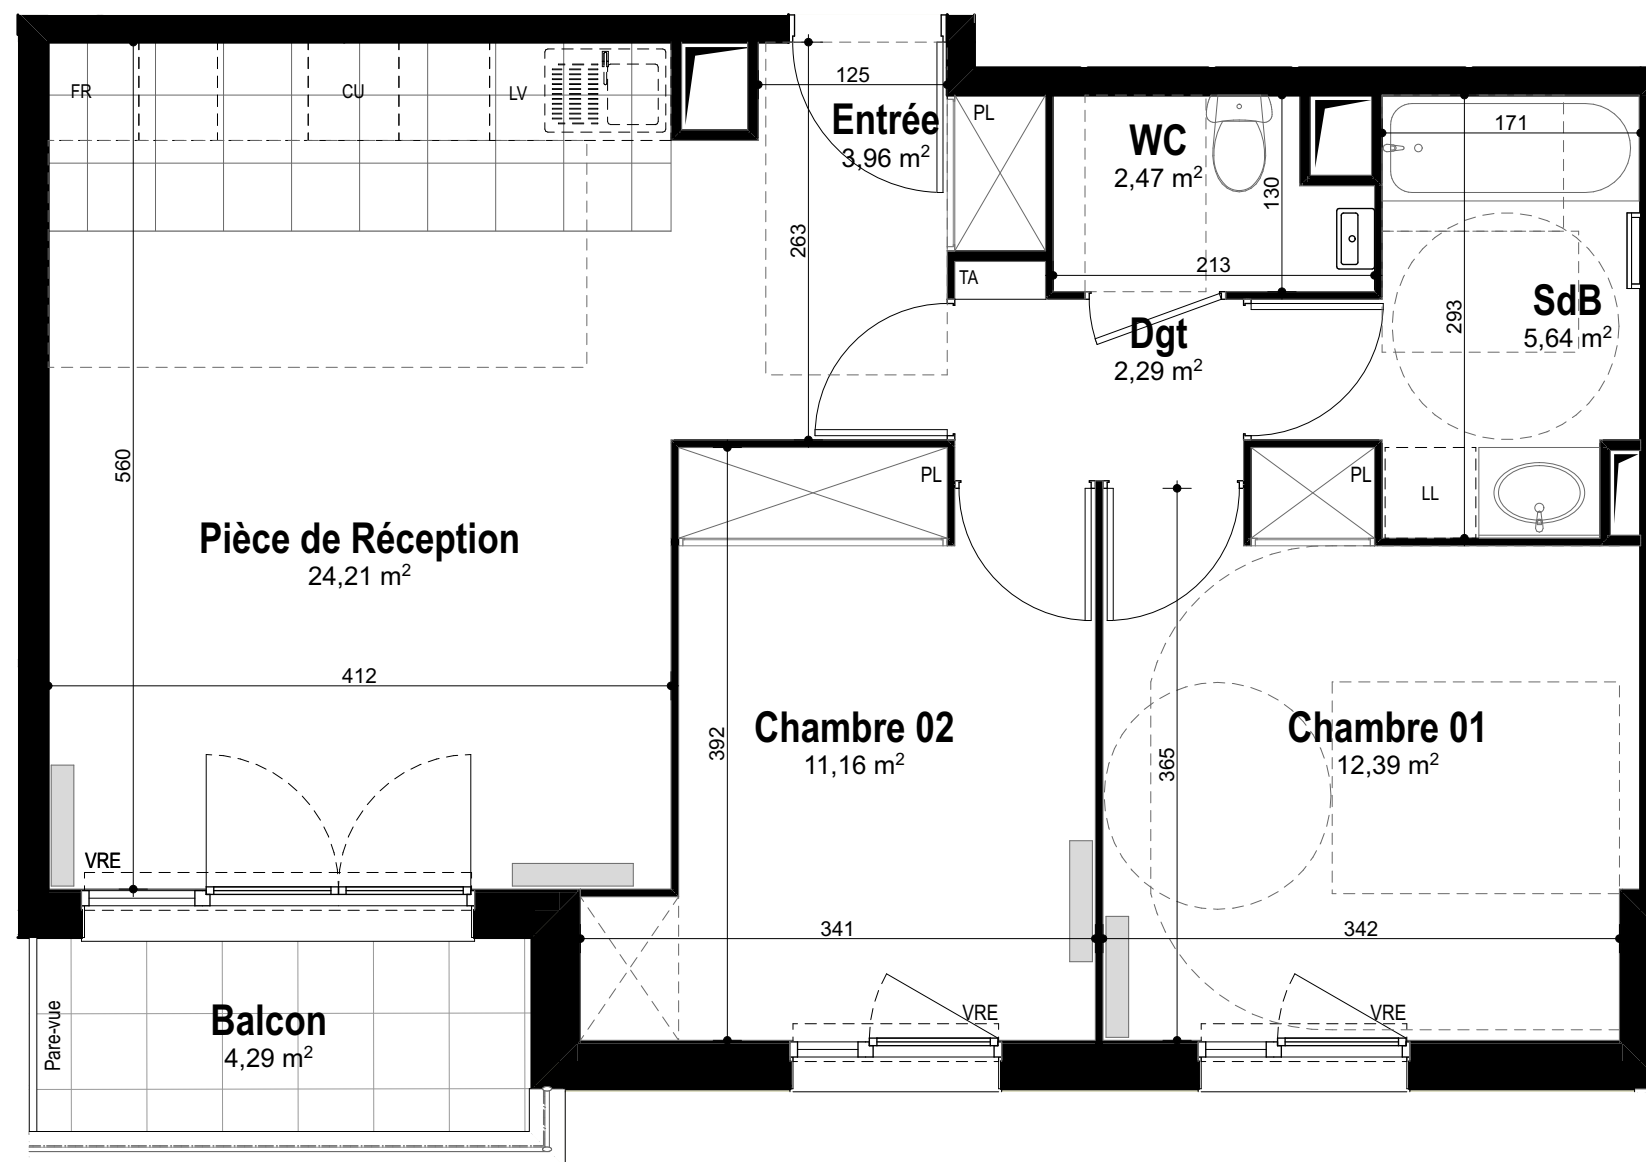 FR
CU
LV
125
Entrée
3,96 m²
PL
WC
2,47 m²
130
171
263
213
TA
Dgt
2,29 m²
293
SdB
5,64 m²
560
PL
PL
LL
Pièce de Réception
24,21 m²
412
392
Chambre 02
11,16 m²
365
Chambre 01
12,39 m²
VRE
341
342
Pare-vue
Balcon
4,29 m²
VRE
VRE